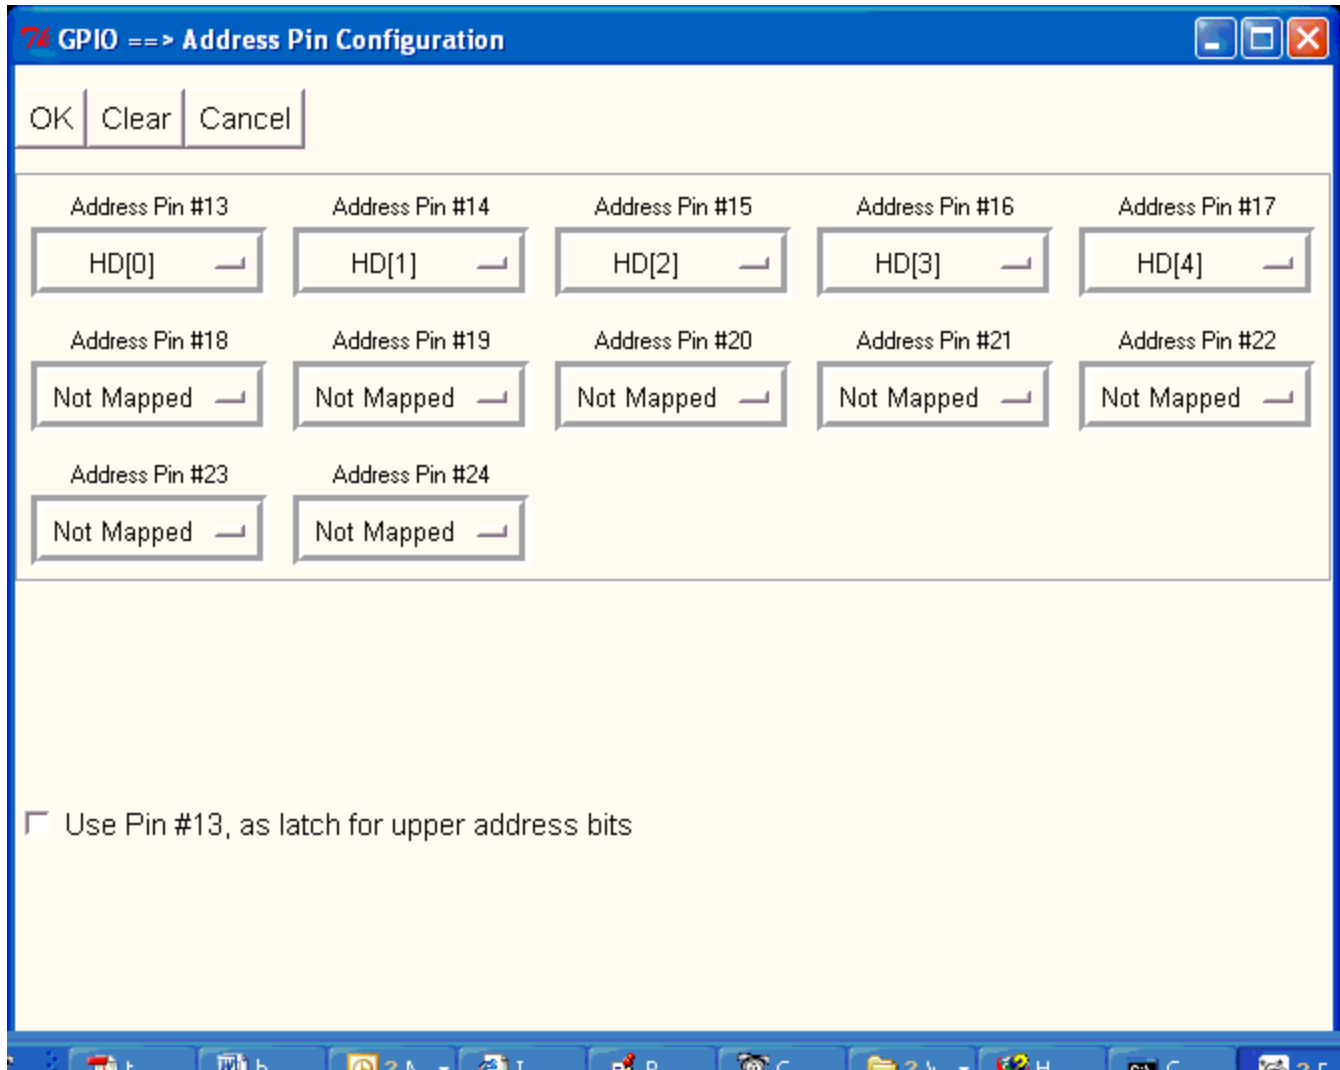 GPIO ==> Address Pin Configuration
OK Clear Cancel
Address Pin #13 Address Pin #14 Address Pin #15 Address Pin #16 Address Pin #17
HD[0] HD[1] HD[2] HD[3] HD[4]
Address Pin #18 Address Pin #19 Address Pin #20 Address Pin #21 Address Pin #22
Not Mapped Not Mapped Not Mapped Not Mapped Not Mapped
Address Pin #23 Address Pin #24
Not Mapped Not Mapped
Use Pin #13, as latch for upper address bits